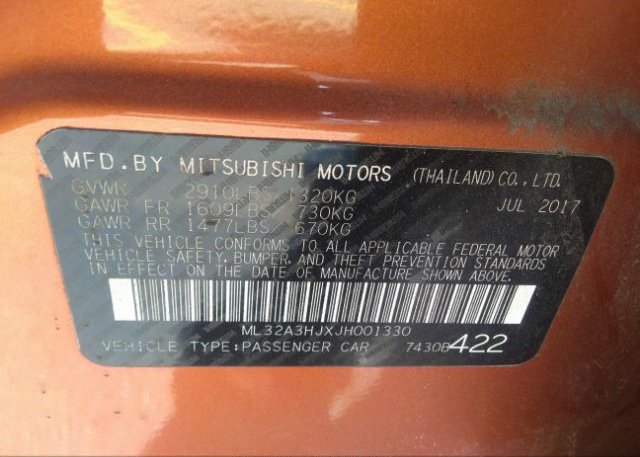 MFD.BY MITSUBISHI MOTORS (THAILAND) CO., LTD.
GVWR 2910LBS 1320KG JUL 2017
GAWR FR 1609LBS 730KG
GAWR RR 1477LBS 670KG
THIS VEHICLE CONFORMS TO ALL APPLICABLE FEDERAL MOTOR
VEHICLE SAFETY, BUMPER, AND THEFT PREVENTION STANDARDS
IN EFFECT ON THE DATE OF MANUFACTURE SHOWN ABOVE.
ML32A3HJXJH001330
VEHICLE TYPE:PASSENGER CAR 7430B422